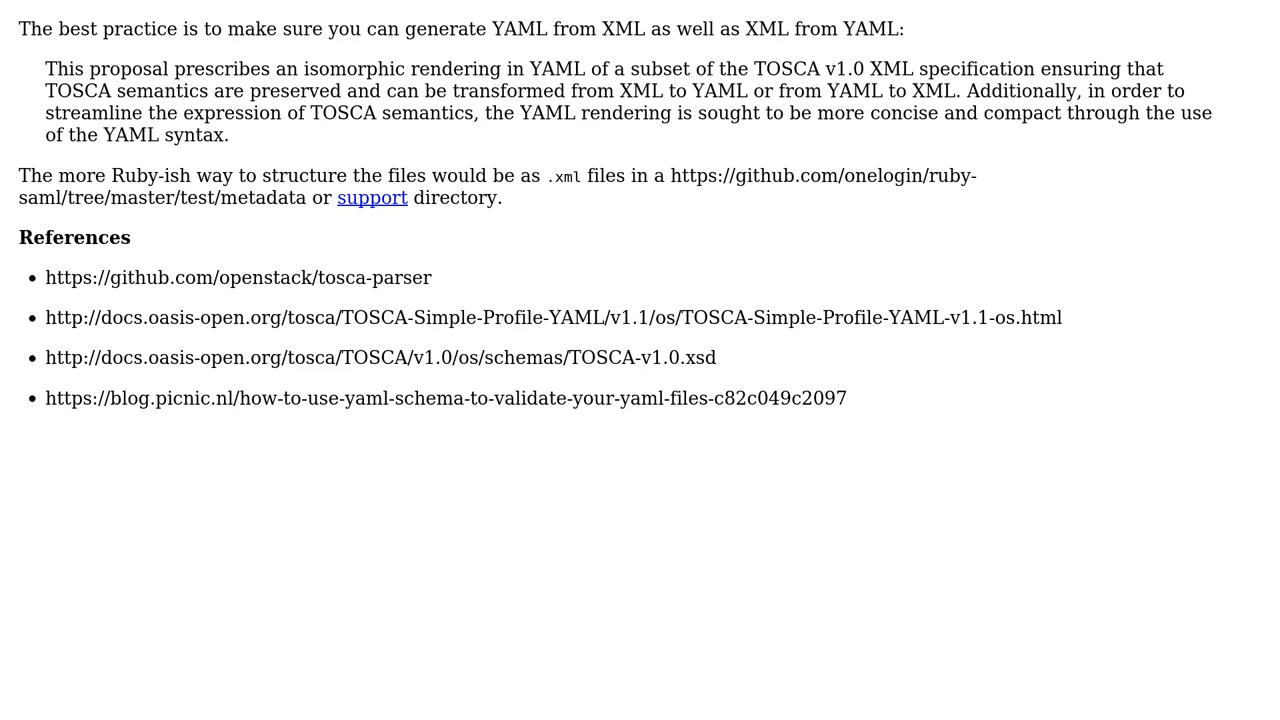 The best practice is to make sure you can generate YAML from XML as well as XML from YAML:
This proposal prescribes an isomorphic rendering in YAML of a subset of the TOSCA v1.0 XML specification ensuring that
TOSCA semantics are preserved and can be transformed from XML to YAML or from YAML to XML. Additionally, in order to
streamline the expression of TOSCA semantics, the YAML rendering is sought to be more concise and compact through the use
of the YAML syntax.
The more Ruby-ish way to structure the files would be as .xml files in a https://github.com/onelogin/ruby-
saml/tree/master/test/metadata or support directory.
References
• https://github.com/openstack/tosca-parser
• http://docs.oasis-open.org/tosca/TOSCA-Simple-Profile-YAML/v1.1/os/TOSCA-Simple-Profile-YAML-v1.1-os.html
• http://docs.oasis-open.org/tosca/TOSCA/v1.0/os/schemas/TOSCA-v1.0.xsd
• https://blog.picnic.nl/how-to-use-yaml-schema-to-validate-your-yaml-files-c82c049c2097